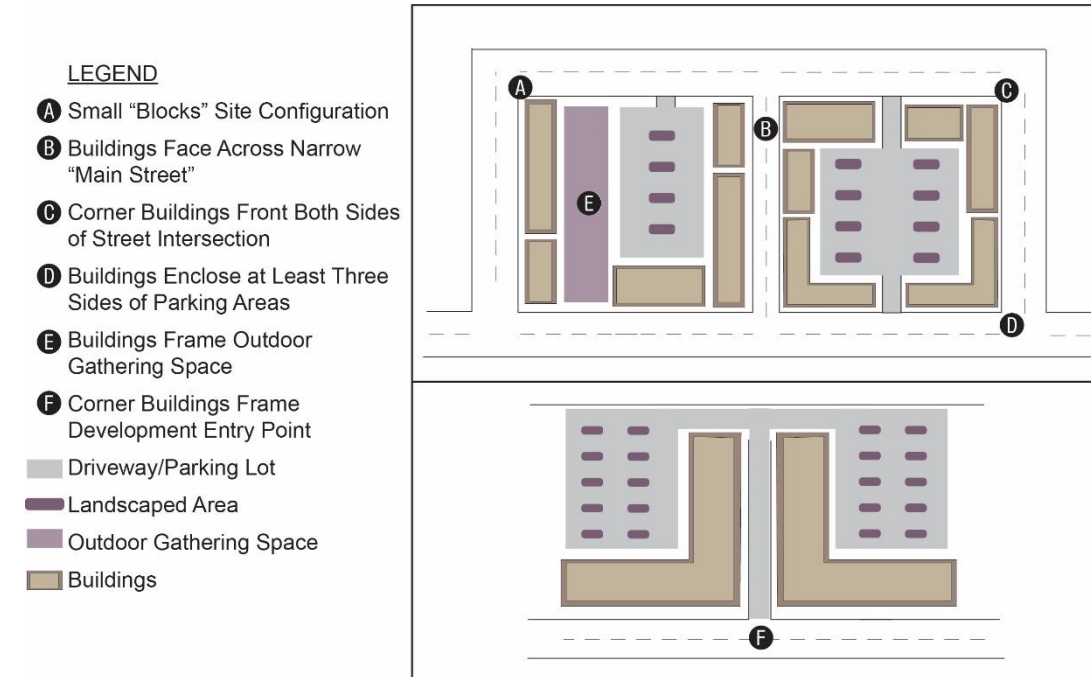 LEGEND
A Small “Blocks” Site Configuration
B Buildings Face Across Narrow
“Main Street”
C Corner Buildings Front Both Sides
of Street Intersection
D Buildings Enclose at Least Three
Sides of Parking Areas
E Buildings Frame Outdoor
Gathering Space
F Corner Buildings Frame
Development Entry Point
Driveway/Parking Lot
Landscaped Area
Outdoor Gathering Space
Buildings
A
C
B
E
D
F